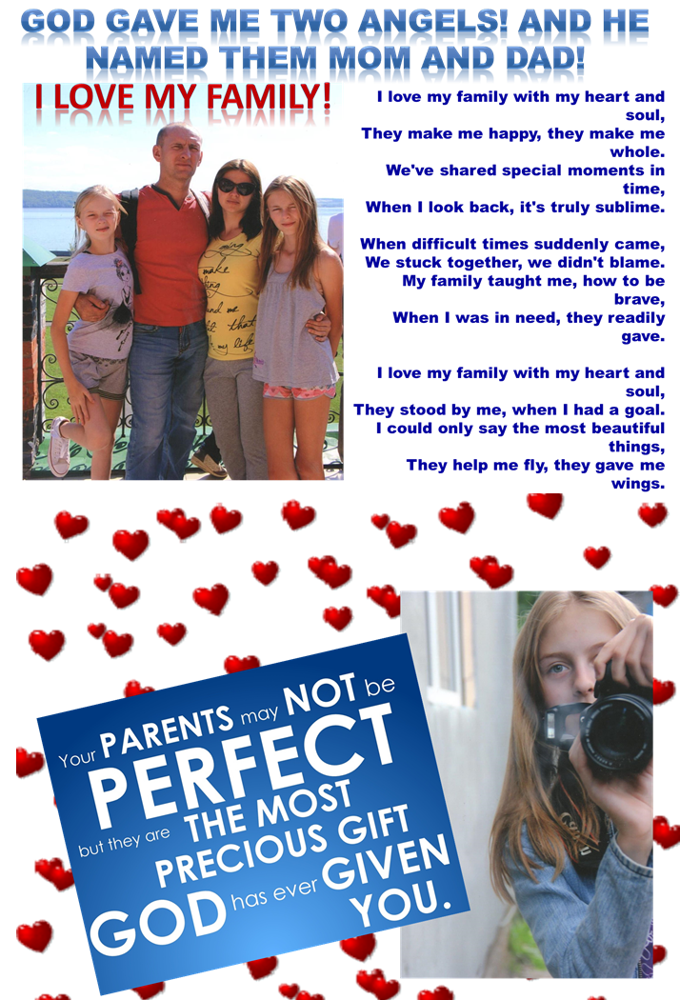 GOD GAVE ME TWO ANGELS! AND HE
NAMED THEM MOM AND DAD!
I LOVE MY FAMILY!
I love my family with my heart and
soul,
They make me happy, they make me
whole.
We've shared special moments in
time,
When I look back, it's truly sublime.
When difficult times suddenly came,
We stuck together, we didn't blame.
My family taught me, how to be
brave,
When I was in need, they readily
gave.
I love my family with my heart and
soul,
They stood by me, when I had a goal.
I could only say the most beautiful
things,
They help me fly, they gave me
wings.
Your PARENTS may NOT be
PERFECT
but they are THE MOST
PRECIOUS GIFT
GOD has ever GIVEN
YOU.